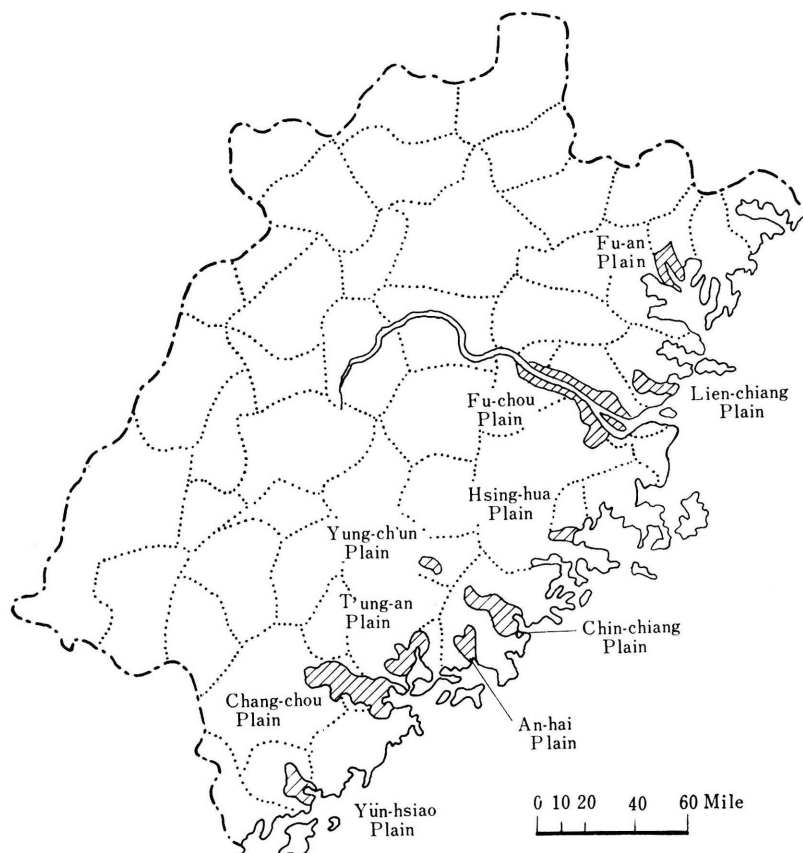 Fu-an
Plain
Fu-chou
Plain
Lien-chiang
Plain
Hsing-hua
Plain
Yung-ch'un
Plain
T'ung-an
Plain
Chin-chiang
Plain
Chang-chou
Plain
An-hai
Plain
Yün-hsiao
Plain
0 10 20 40 60 Mile